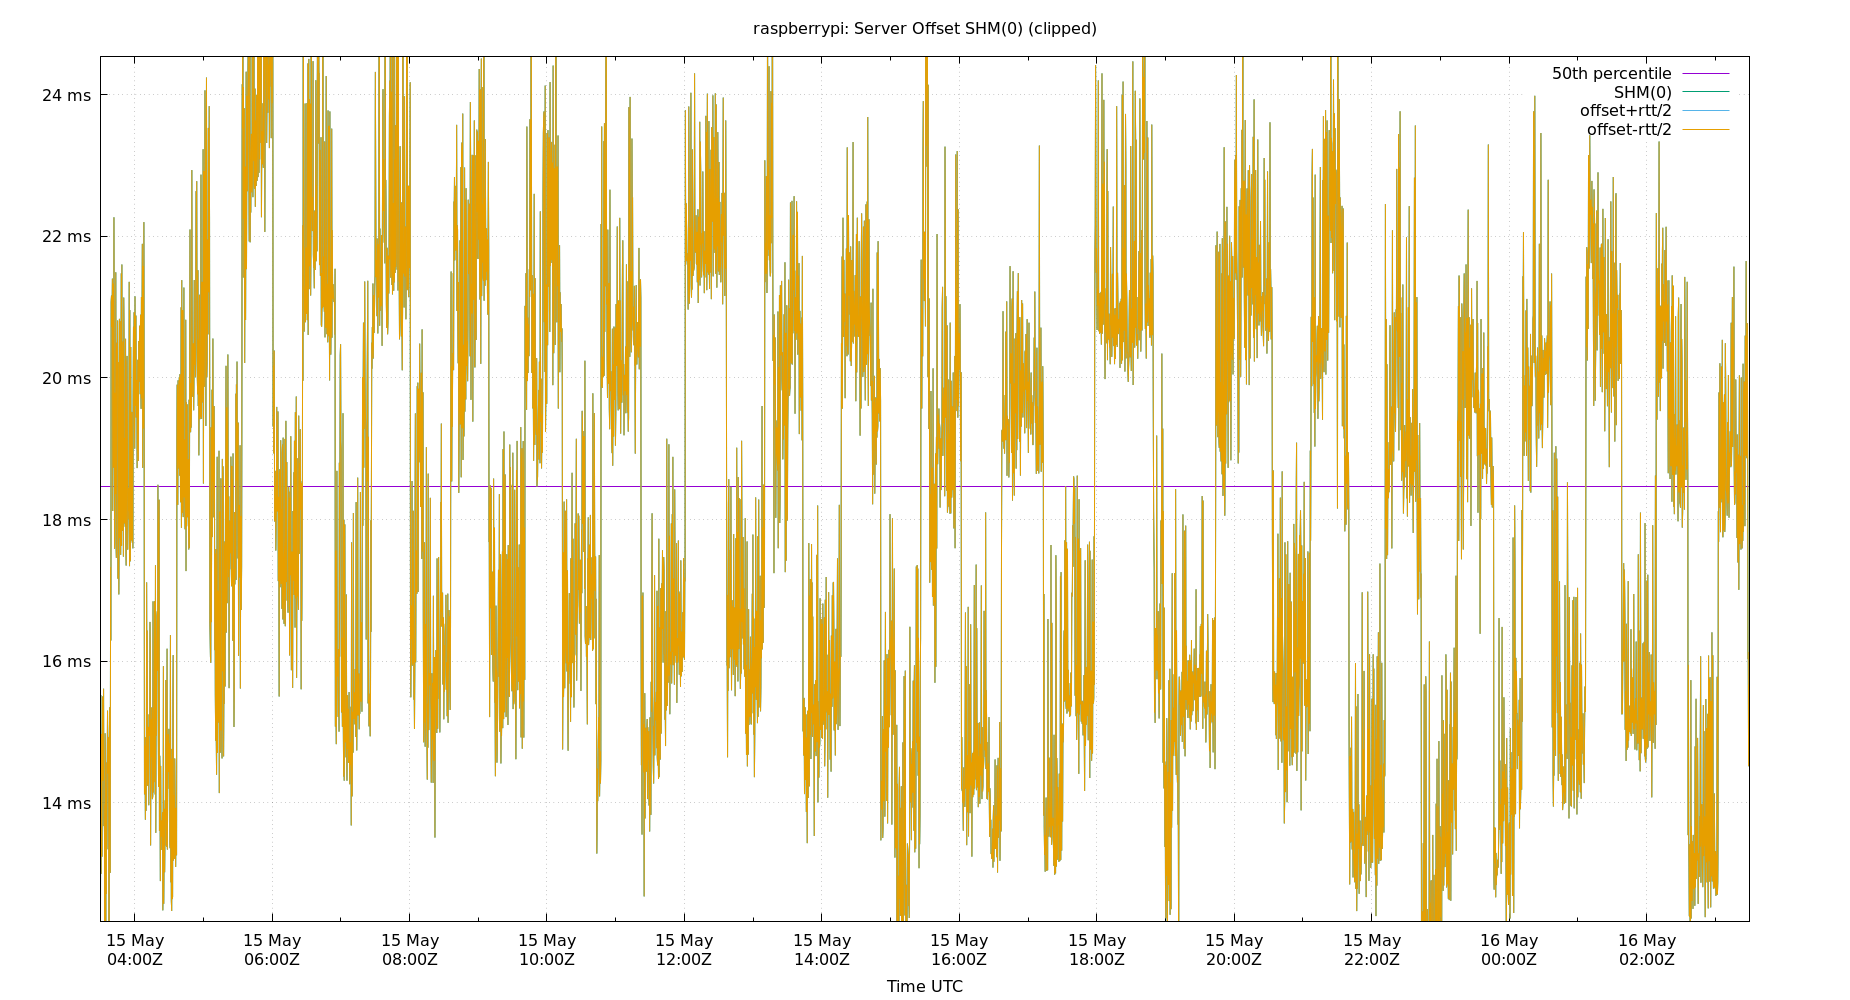 raspberrypi: Server Offset SHM(0) (clipped)
50th percentile
SHM(0)
offset+rtt/2
offset-rtt/2
24 ms
22 ms
20 ms
18 ms
16 ms
14 ms
15 May 15 May 15 May 15 May 15 May 15 May 15 May 15 May 15 May 15 May 16 May 16 May
04:00Z 06:00Z 08:00Z 10:00Z 12:00Z 14:00Z 16:00Z 18:00Z 20:00Z 22:00Z 00:00Z 02:00Z
Time UTC